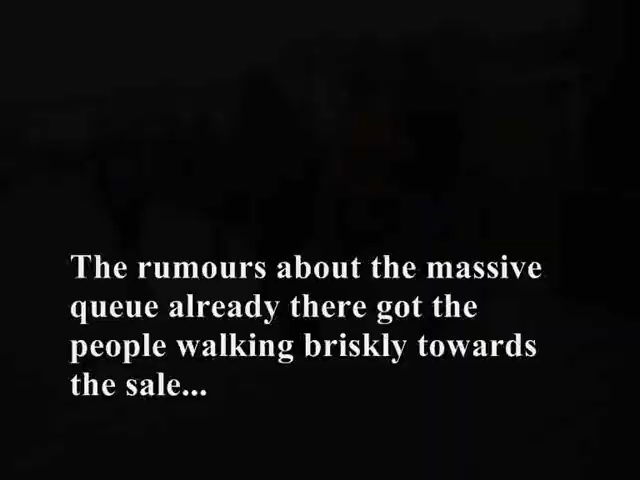 The rumours about the massive
queue already there got the
people walking briskly towards
the sale...